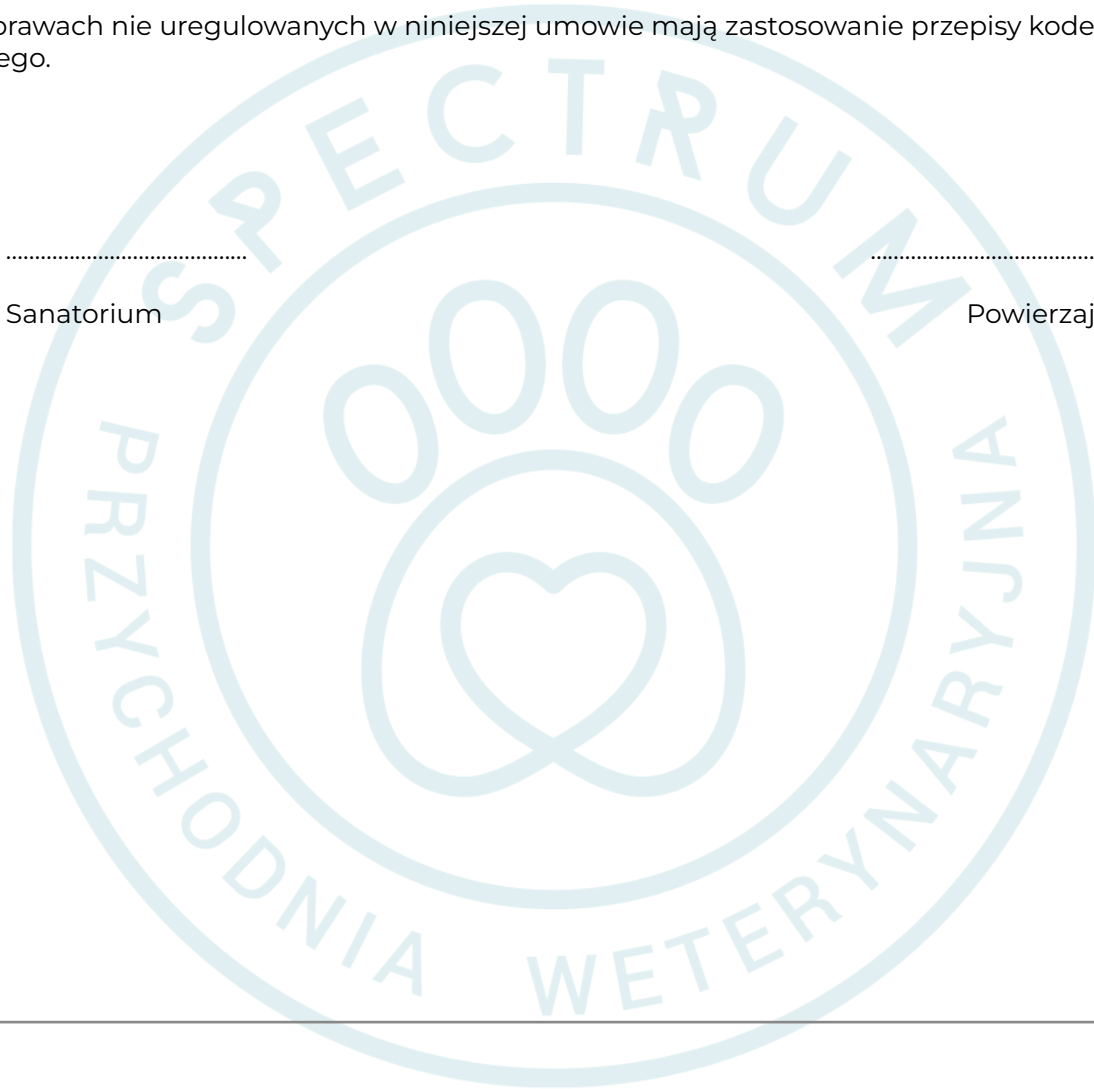 prawach nie uregulowanych w niniejszej umowie mają zastosowanie przepisy kode
ego.
SPECTRUM
........................................ ......................................
Sanatorium Powierzaj
PRZYCHODNIA WETERYNARYJNA